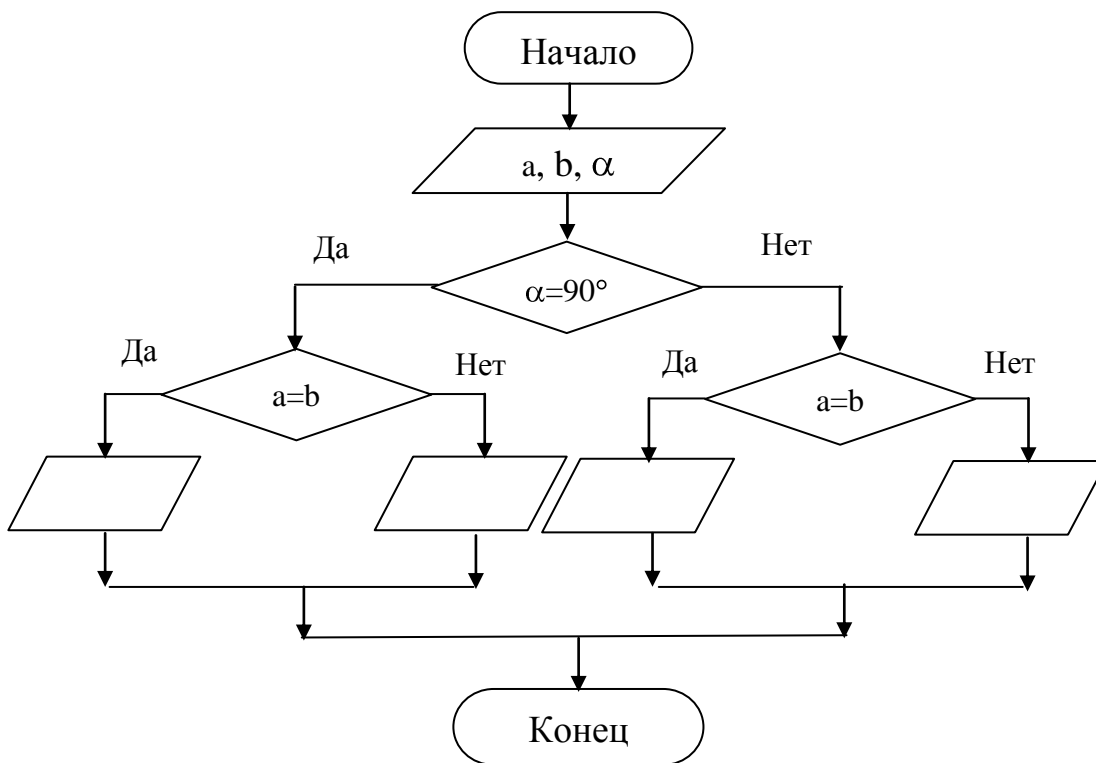 Начало
a, b, α
Да
Нет
α=90°
Да
Нет
Да
Нет
a=b
a=b
Конец